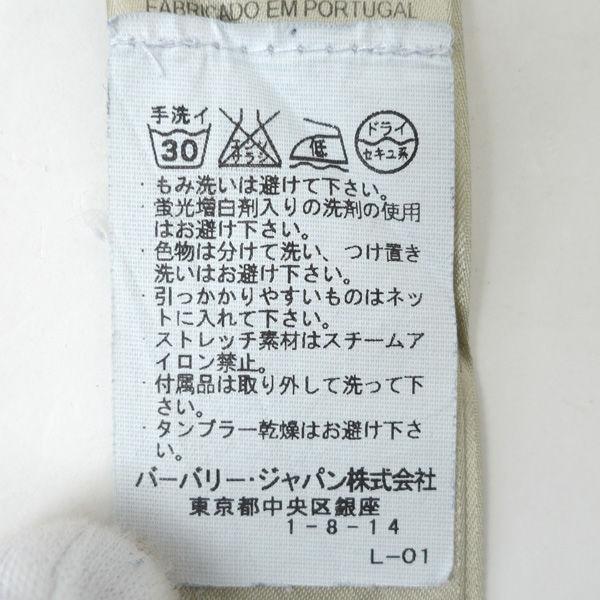 FABRICADO EM PORTUGAL
手洗イ
30
エンソ
サラシ
低
ドライ
セキユ系
・もみ洗いは避けて下さい。
・蛍光増白剤入りの洗剤の使用
はお避け下さい。
・色物は分けて洗い、つけ置き
洗いはお避け下さい。
・引っかかりやすいものはネッ
トに入れて下さい。
・ストレッチ素材はスチームア
イロン禁止。
・付属品は取り外して洗って下
さい。
・タンブラー乾燥はお避け下さ
い。
バーバリー・ジャパン株式会社
東京都中央区銀座
1-8-14
L-01